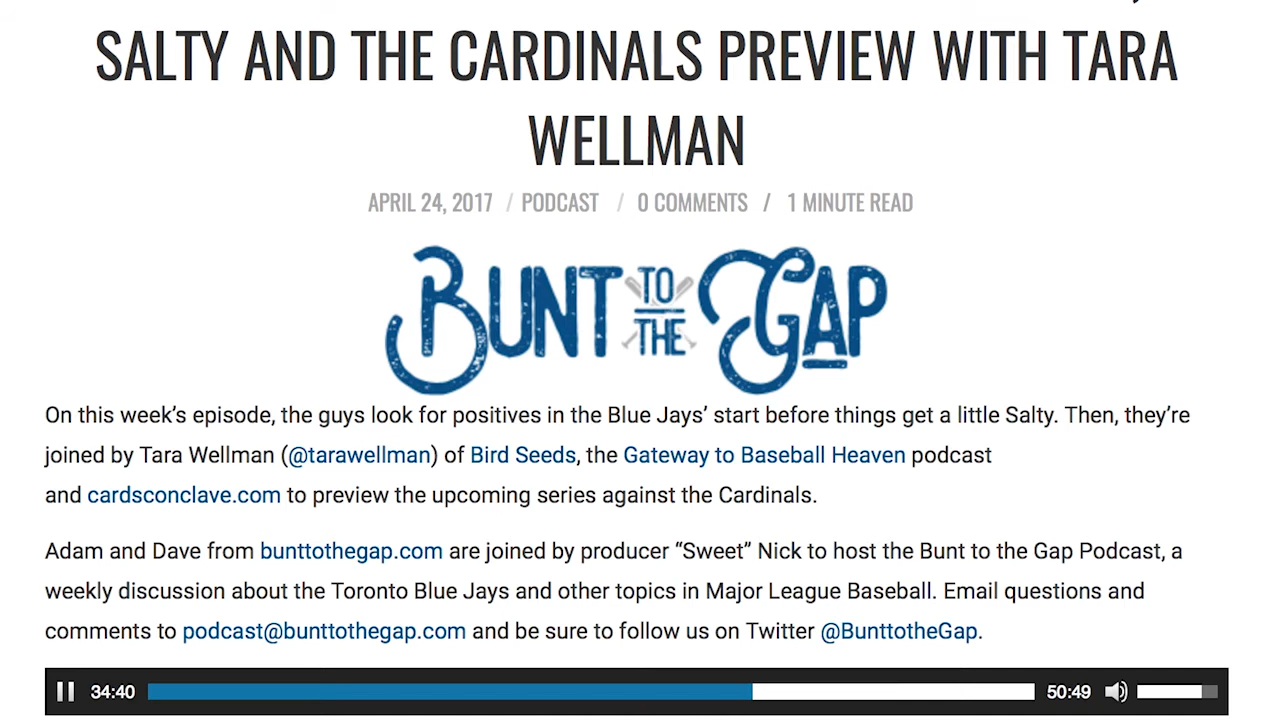 SALTY AND THE CARDINALS PREVIEW WITH TARA
WELLMAN
APRIL 24, 2017 / PODCAST / 0 COMMENTS / 1 MINUTE READ
BUNT TO THE GAP
On this week’s episode, the guys look for positives in the Blue Jays’ start before things get a little Salty. Then, they’re
joined by Tara Wellman (@tarawellman) of Bird Seeds, the Gateway to Baseball Heaven podcast
and cardsconclave.com to preview the upcoming series against the Cardinals.
Adam and Dave from bunttothegap.com are joined by producer “Sweet” Nick to host the Bunt to the Gap Podcast, a
weekly discussion about the Toronto Blue Jays and other topics in Major League Baseball. Email questions and
comments to podcast@bunttothegap.com and be sure to follow us on Twitter @BunttotheGap.
34:40 50:49